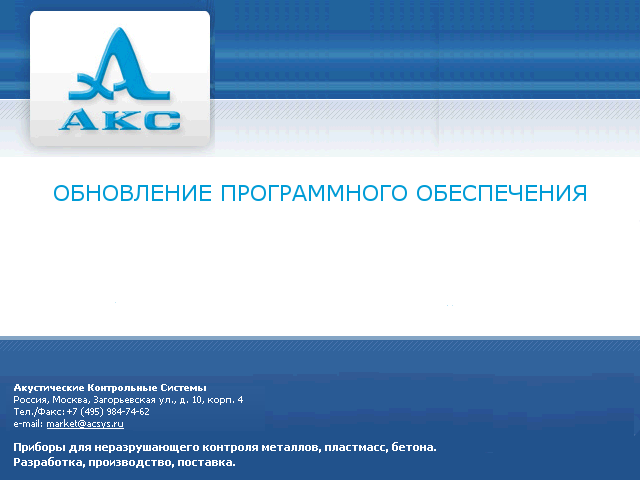 АКС
ОБНОВЛЕНИЕ ПРОГРАММНОГО ОБЕСПЕЧЕНИЯ
Акустические Контрольные Системы
Россия, Москва, Загорьевская ул., д. 10, корп. 4
Тел./Факс: +7 (495) 984-74-62
e-mail: market@acsys.ru
Приборы для неразрушающего контроля металлов, пластмасс, бетона.
Разработка, производство, поставка.